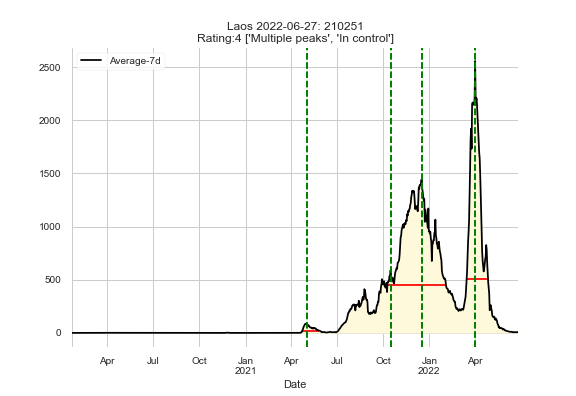 Laos 2022-06-27: 210251
Rating:4 ['Multiple peaks', 'In control']
Average-7d
2500
2000
1500
1000
500
0
Apr Jul Oct Jan Apr Jul Oct Jan Apr
2021 2022
Date